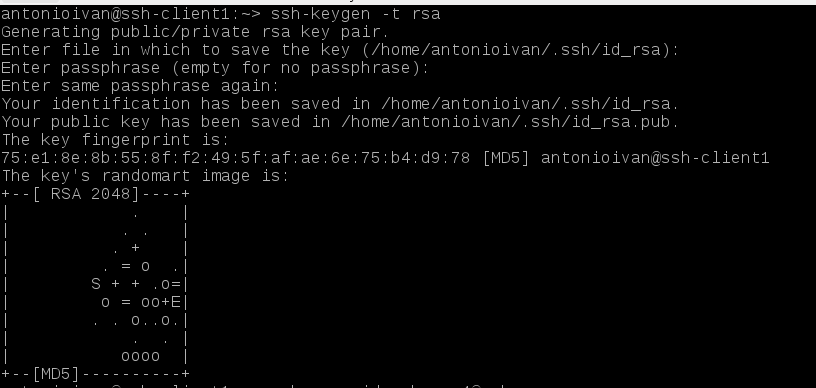 antonioivan@ssh-client1:~> ssh-keygen -t rsa
Generating public/private rsa key pair.
Enter file in which to save the key (/home/antonioivan/.ssh/id_rsa):
Enter passphrase (empty for no passphrase):
Enter same passphrase again:
Your identification has been saved in /home/antonioivan/.ssh/id_rsa.
Your public key has been saved in /home/antonioivan/.ssh/id_rsa.pub.
The key fingerprint is:
75:e1:8e:8b:55:8f:f2:49:5f:af:ae:6e:75:b4:d9:78 [MD5] antonioivan@ssh-client1
The key's randomart image is:
+--[ RSA 2048]----+
|             .   |
|            . .  |
|           . +   |
|          . = o  .|
|         S + + .o=|
|          o = oo+E|
|         . . o..o.|
|             .  . |
|            oooo  |
+--[MD5]----------+